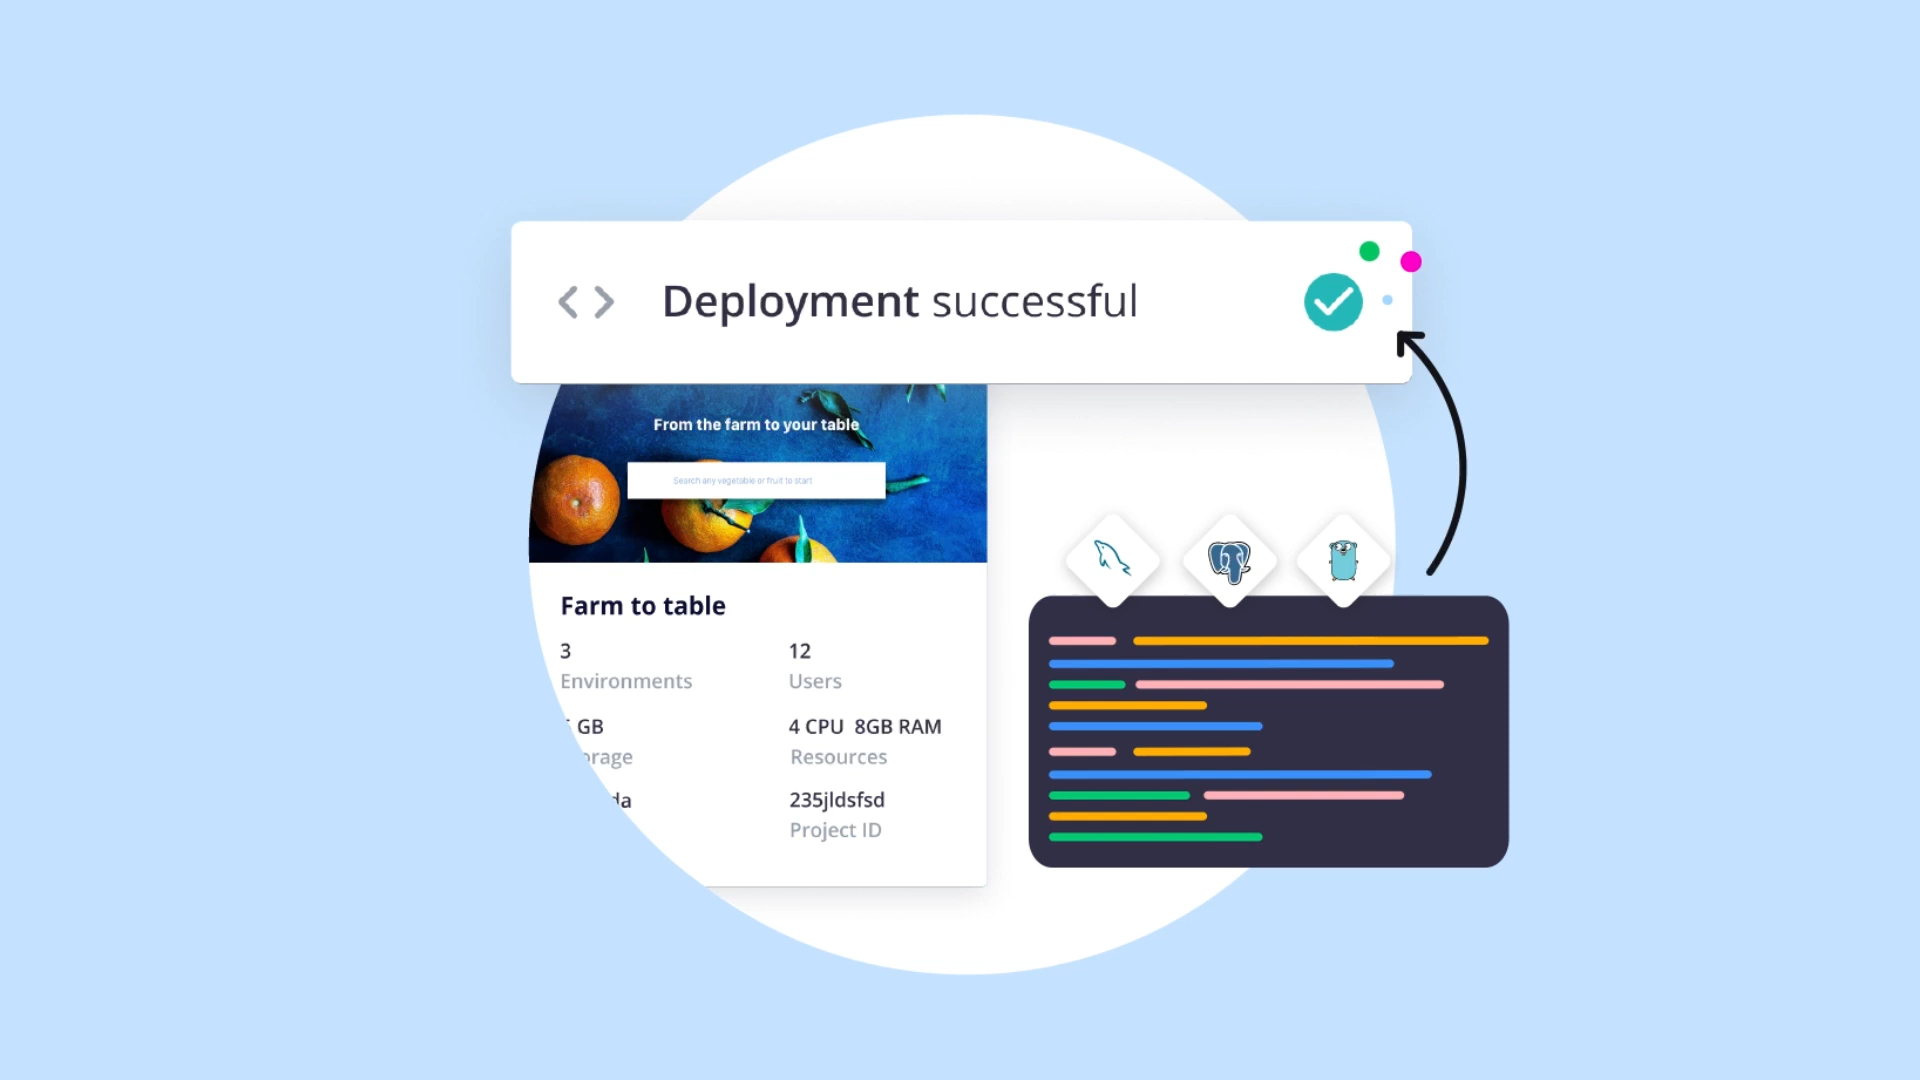 Deployment successful
From the farm to your table
Search any vegetable or fruit to start
Farm to table
3
12
Environments
Users
GB
4 CPU 8GB RAM
Resources
235jldsfsd
Project ID